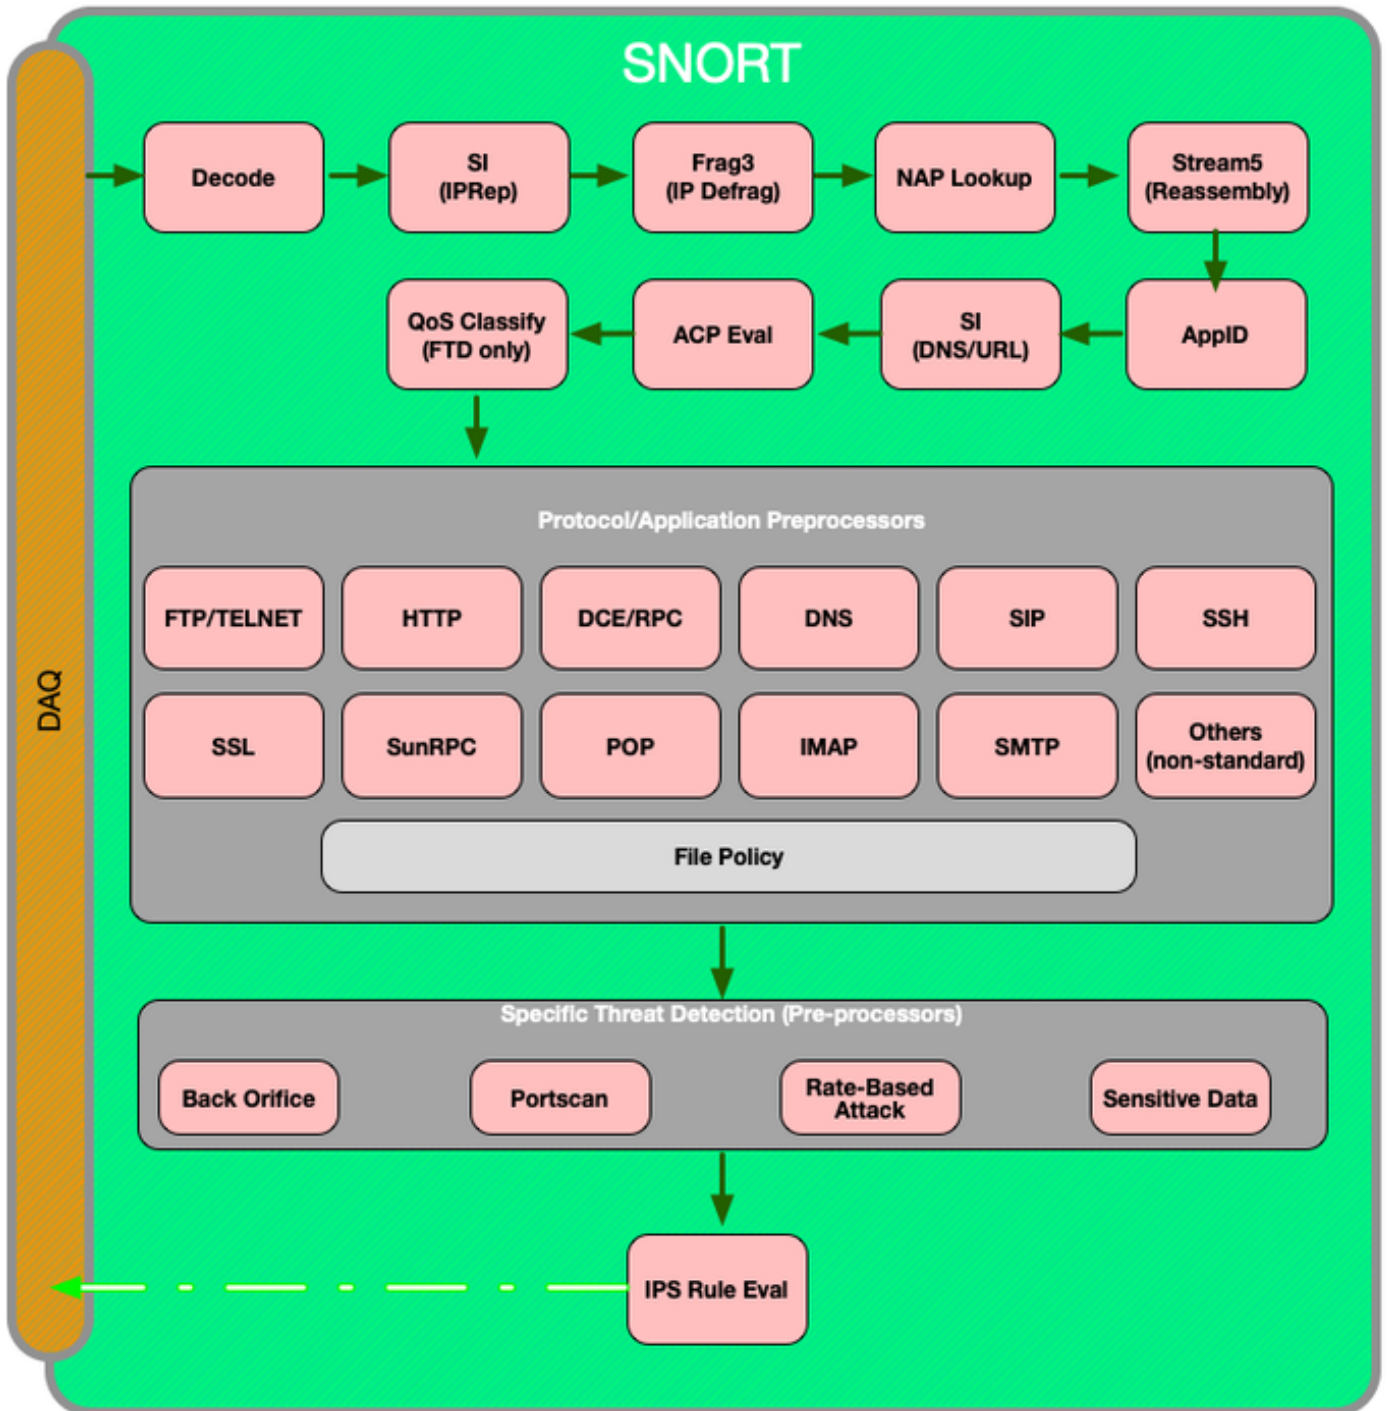 SNORT
Decode
SI
(IPRep)
Frag3
(IP Defrag)
NAP Lookup
Stream5
(Reassembly)
QoS Classify
(FTD only)
ACP Eval
SI
(DNS/URL)
AppID
Protocol/Application Preprocessors
FTP/TELNET
HTTP
DCE/RPC
DNS
SIP
SSH
SSL
SunRPC
POP
IMAP
SMTP
Others
(non-standard)
File Policy
DAQ
Specific Threat Detection (Pre-processors)
Back Orifice
Portscan
Rate-Based
Attack
Sensitive Data
IPS Rule Eval